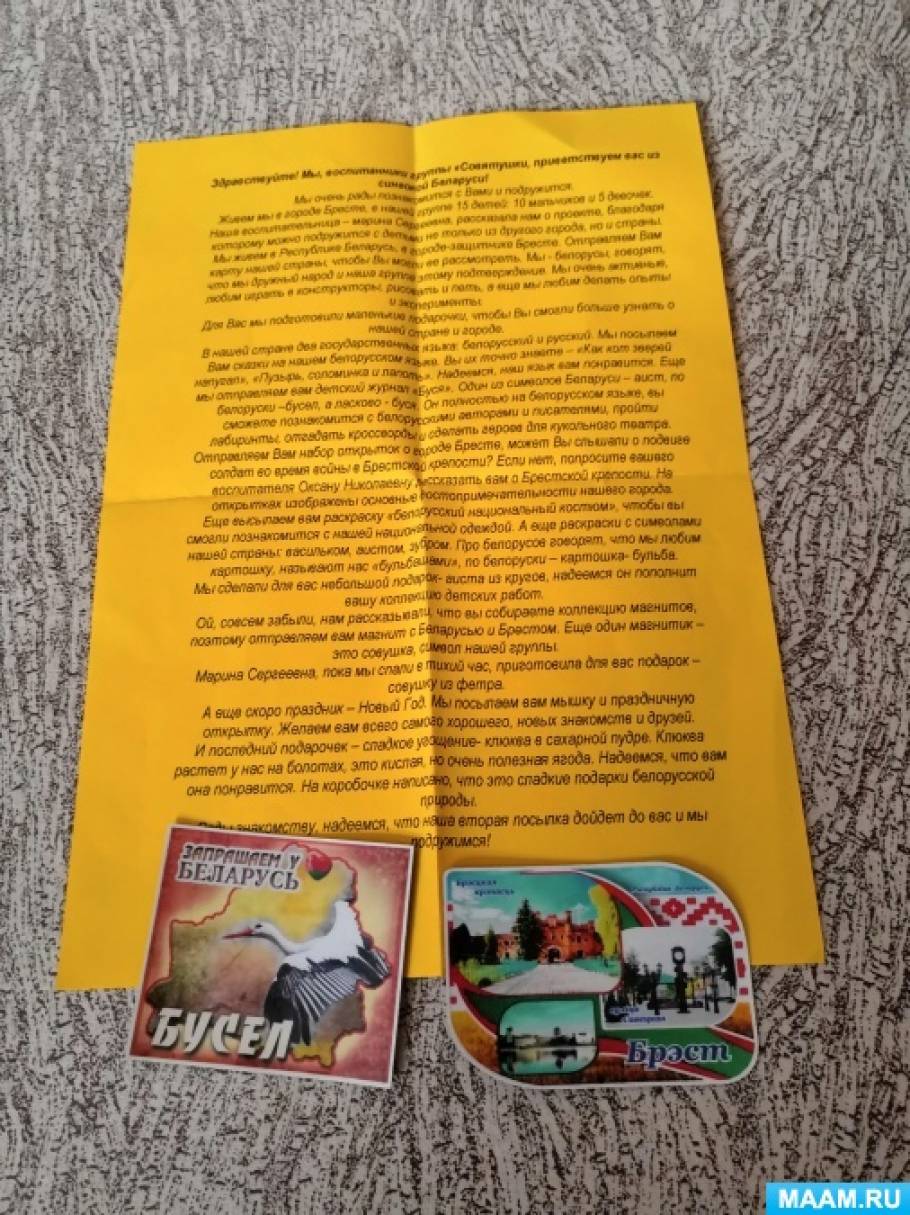 Здравствуйте! Мы, воспитанники группы «Совятушки, приветствуем вас из
синеокой Беларуси!
Мы очень рады познакомится с Вами и подружится.
Живем мы в городе Бресте, в нашей группе 15 детей: 10 мальчиков и 5 девочек.
Наша воспитательница – марина Сергеевна, рассказала нам о проекте, благодаря
которому можно подружится с детьми не только из другого города, но и страны.
Мы живем в Республике Беларусь, в городе-защитнике Бресте. Отправляем Вам
карту нашей страны, чтобы Вы могли ее рассмотреть. Мы - белорусы, говорят,
что мы дружный народ и наша группа этому подтверждение. Мы очень активные,
любим играть в конструкторы, рисовать и петь, а еще мы любим делать опыты
и эксперименты.
Для Вас мы подготовили маленькие подарочки, чтобы Вы смогли больше узнать о
нашей стране и городе.
В нашей стране два государственных языка: белорусский и русский. Мы посылаем
Вам сказки на нашем белорусском языке. Вы их точно знаете – «Как кот зверей
напугал», «Пузырь, соломинка и лапоть». Надеемся, наш язык вам понравится. Еще
мы отправляем вам детский журнал «Буся». Один из символов Беларуси – аист, по
белоруски –бусел, а ласково - буся. Он полностью на белорусском языке, вы
сможете познакомится с белорусскими авторами и писателями, пройти
лабиринты, отгадать кроссворды и сделать героев для кукольного театра.
Отправляем Вам набор открыток о городе Бресте, может Вы слышали о подвиге
солдат во время войны в Брестской крепости? Если нет, попросите вашего
воспитателя Оксану Николаевну рассказать вам о Брестской крепости. На
открытках изображены основные достопримечательности нашего города.
Еще высылаем вам раскраску «белорусский национальный костюм», чтобы вы
смогли познакомится с нашей национальной одеждой. А еще раскраски с символами
нашей страны: васильком, аистом, зубром. Про белорусов говорят, что мы любим
картошку, называют нас «бульбашами», по белоруски – картошка- бульба.
Мы сделали для вас небольшой подарок- аиста из кругов, надеемся он пополнит
вашу коллекцию детских работ.
Ой, совсем забыли, нам рассказывали, что вы собираете коллекцию магнитов,
поэтому отправляем вам магнит с Беларусью и Брестом. Еще один магнитик –
это совушка, символ нашей группы.
Марина Сергеевна, пока мы спали в тихий час, приготовила для вас подарок –
совушку из фетра.
А еще скоро праздник – Новый Год. Мы посылаем вам мышку и праздничную
открытку. Желаем вам всего самого хорошего, новых знакомств и друзей.
И последний подарочек – сладкое угощение- клюква в сахарной пудре. Клюква
растет у нас на болотах, это кислая, но очень полезная ягода. Надеемся, что вам
она понравится. На коробочке написано, что это сладкие подарки белорусской
природы.
знакомству, надеемся, что наша вторая посылка дойдет до вас и мы
подружимся!
ЗАПРАШАЕМ У
БЕЛАРУСЬ
БУСЕЛ
Брэсцкая
крэпасць
Рэспубліка Беларусь
Брэст
MAAM.RU